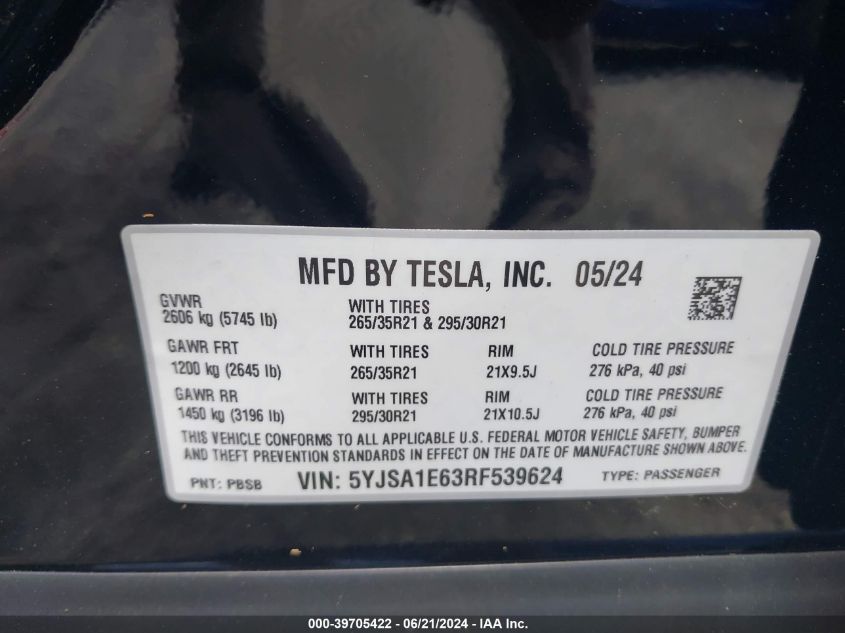 MFD BY TESLA, INC. 05/24
GVWR
2606 kg (5745 lb)
WITH TIRES
265/35R21 & 295/30R21
GAWR FRT
1200 kg (2645 lb)
WITH TIRES
265/35R21
RIM
21X9.5J
COLD TIRE PRESSURE
276 kPa, 40 psi
GAWR RR
1450 kg (3196 lb)
WITH TIRES
295/30R21
RIM
21X10.5J
COLD TIRE PRESSURE
276 kPa, 40 psi
THIS VEHICLE CONFORMS TO ALL APPLICABLE U.S. FEDERAL MOTOR VEHICLE SAFETY, BUMPER
AND THEFT PREVENTION STANDARDS IN EFFECT ON THE DATE OF MANUFACTURE SHOWN ABOVE.
PNT: PBSB VIN: 5YJSA1E63RF539624 TYPE: PASSENGER
000-39705422 - 06/21/2024 - IAA Inc.